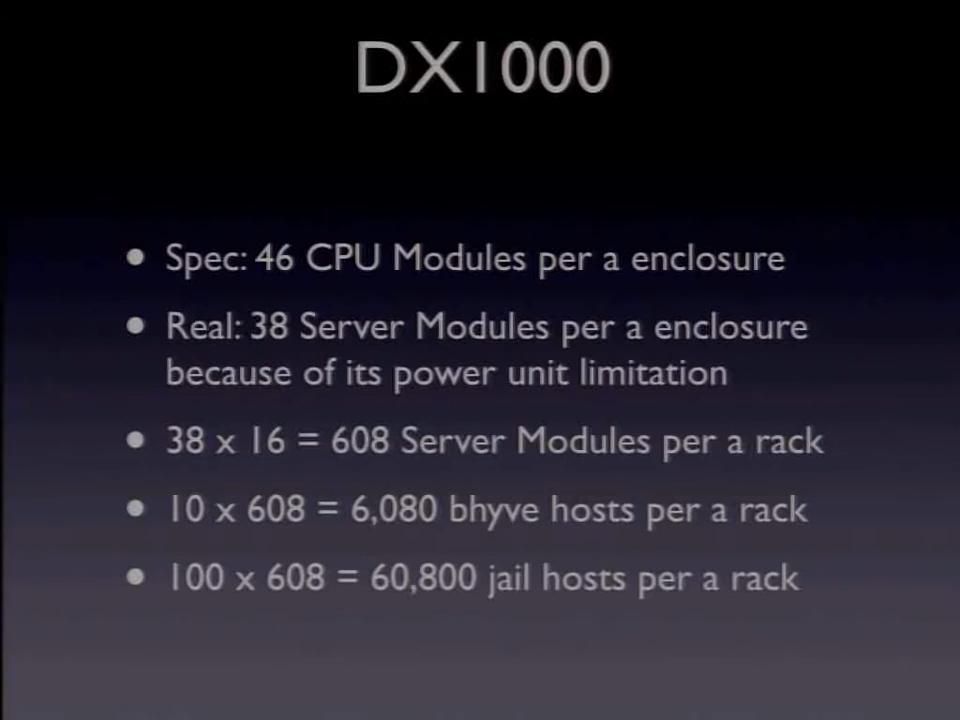 DX1000
• Spec: 46 CPU Modules per a enclosure
• Real: 38 Server Modules per a enclosure
because of its power unit limitation
• 38 x 16 = 608 Server Modules per a rack
• 10 x 608 = 6,080 bhyve hosts per a rack
• 100 x 608 = 60,800 jail hosts per a rack